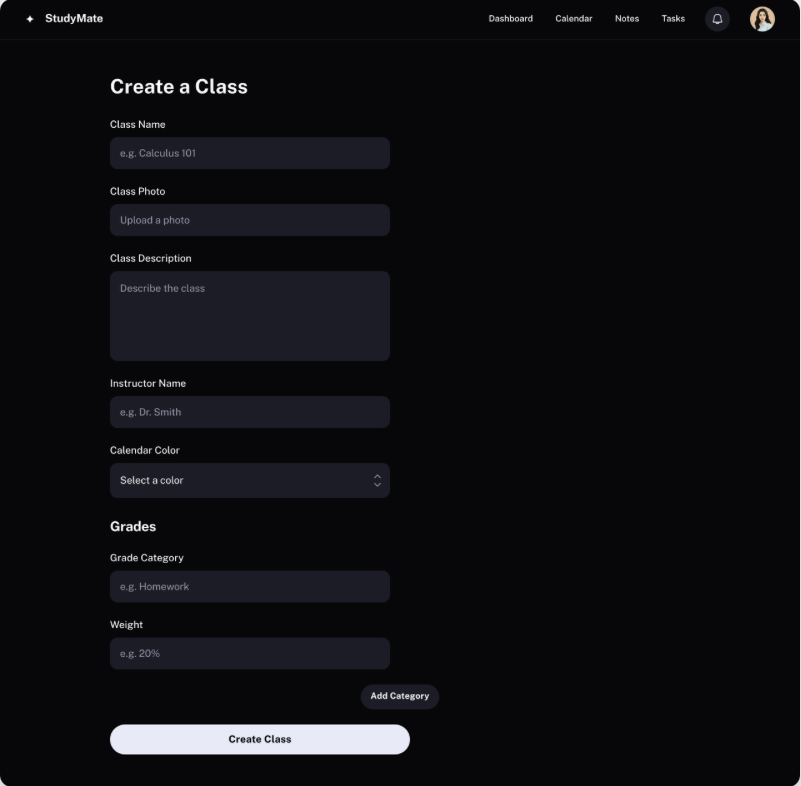 StudyMate
Dashboard Calendar Notes Tasks
Create a Class
Class Name
e.g. Calculus 101
Class Photo
Upload a photo
Class Description
Describe the class
Instructor Name
e.g. Dr. Smith
Calendar Color
Select a color
Grades
Grade Category
e.g. Homework
Weight
e.g. 20%
Add Category
Create Class